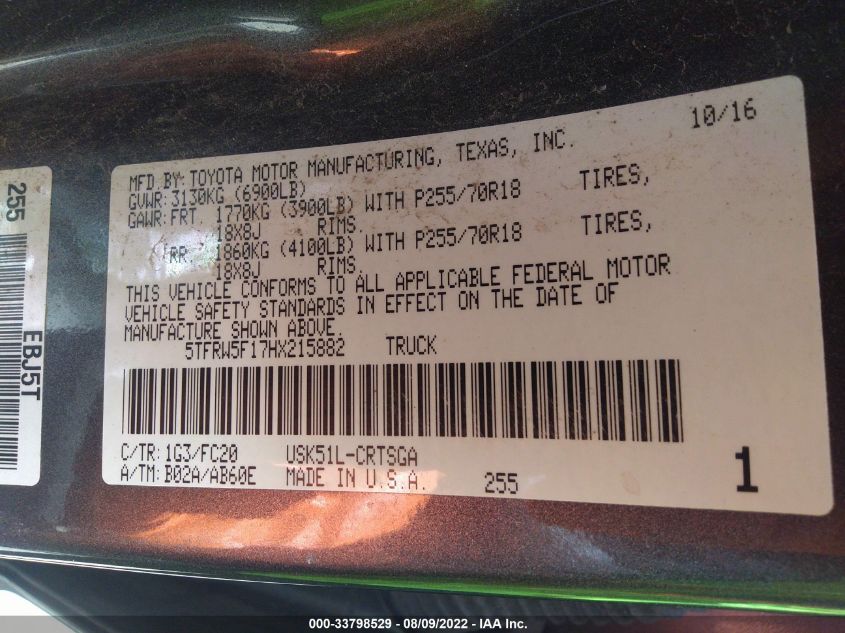 10/16
MFD.BY:TOYOTA MOTOR MANUFACTURING, TEXAS, INC.
GVWR:3130KG (6900LB)
GAWR:FRT 1770KG (3900LB) WITH P255/70R18 TIRES,
18X8J RIMS,
RR 1860KG (4100LB) WITH P255/70R18 TIRES,
18X8J RIMS,
THIS VEHICLE CONFORMS TO ALL APPLICABLE FEDERAL MOTOR
VEHICLE SAFETY STANDARDS IN EFFECT ON THE DATE OF
MANUFACTURE SHOWN ABOVE.
5TFRW5F17HX215882 TRUCK
C/TR:1G3/FC20 USK51L-CRTSGA
A/TM:B02A/AB60E MADE IN U.S.A. 255 1
255
EBJ5T
000-33798529 - 08/09/2022 - IAA Inc.